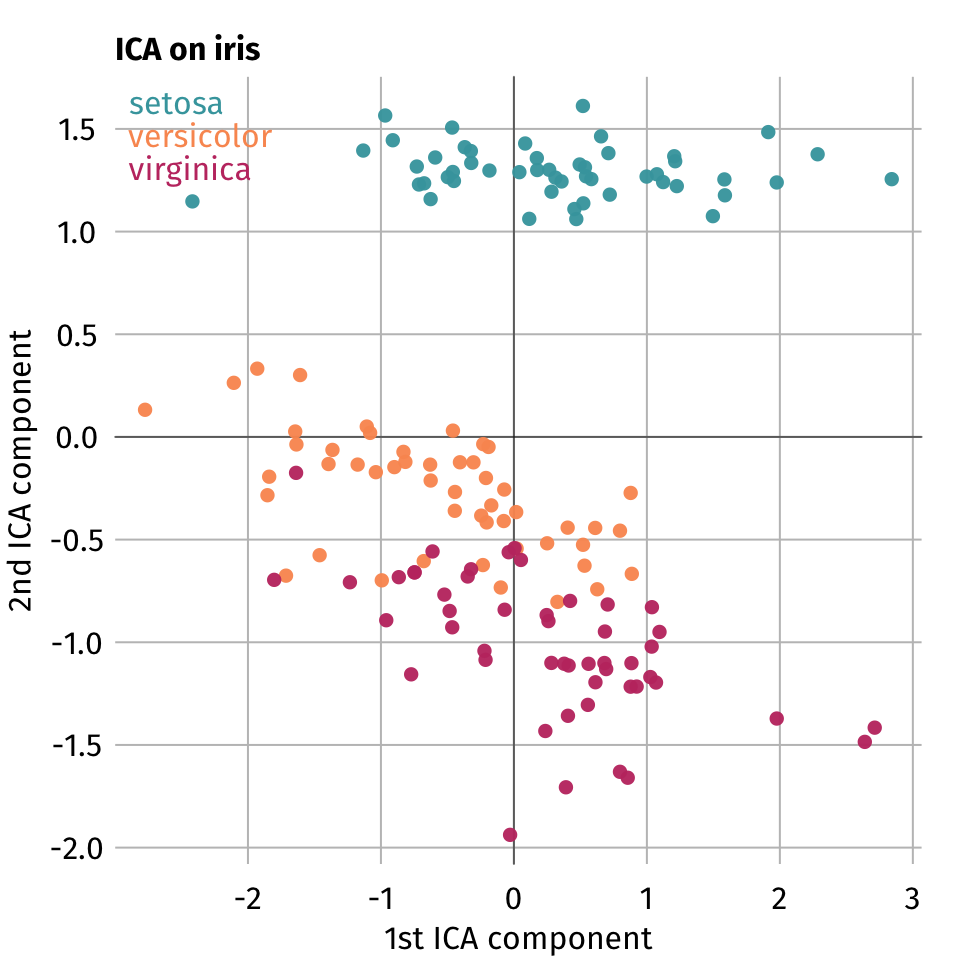 ICA on iris
setosa
versicolor
virginica
1.5
1.0
0.5
0.0
-0.5
-1.0
-1.5
-2.0
2nd ICA component
-2 -1 0 1 2 3
1st ICA component